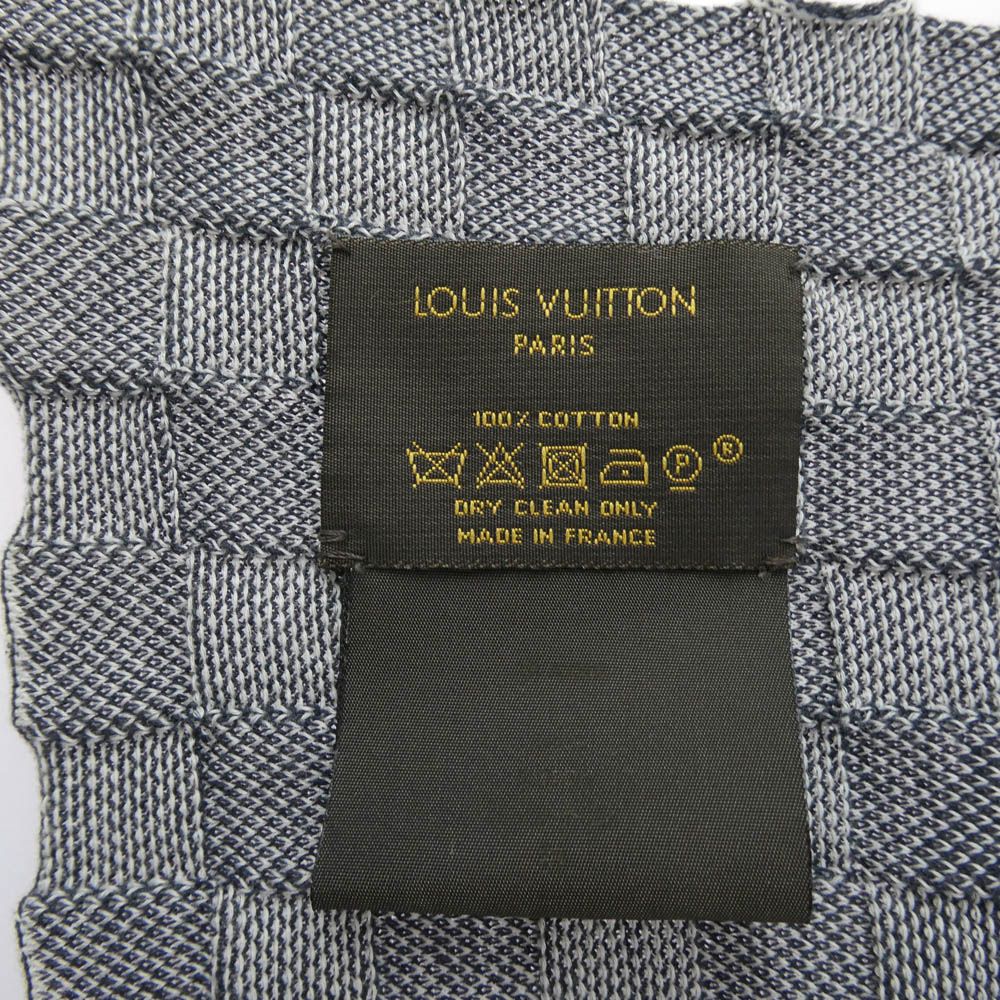 LOUIS VUITTON
PARIS
100% COTTON
P ®
DRY CLEAN ONLY
MADE IN FRANCE